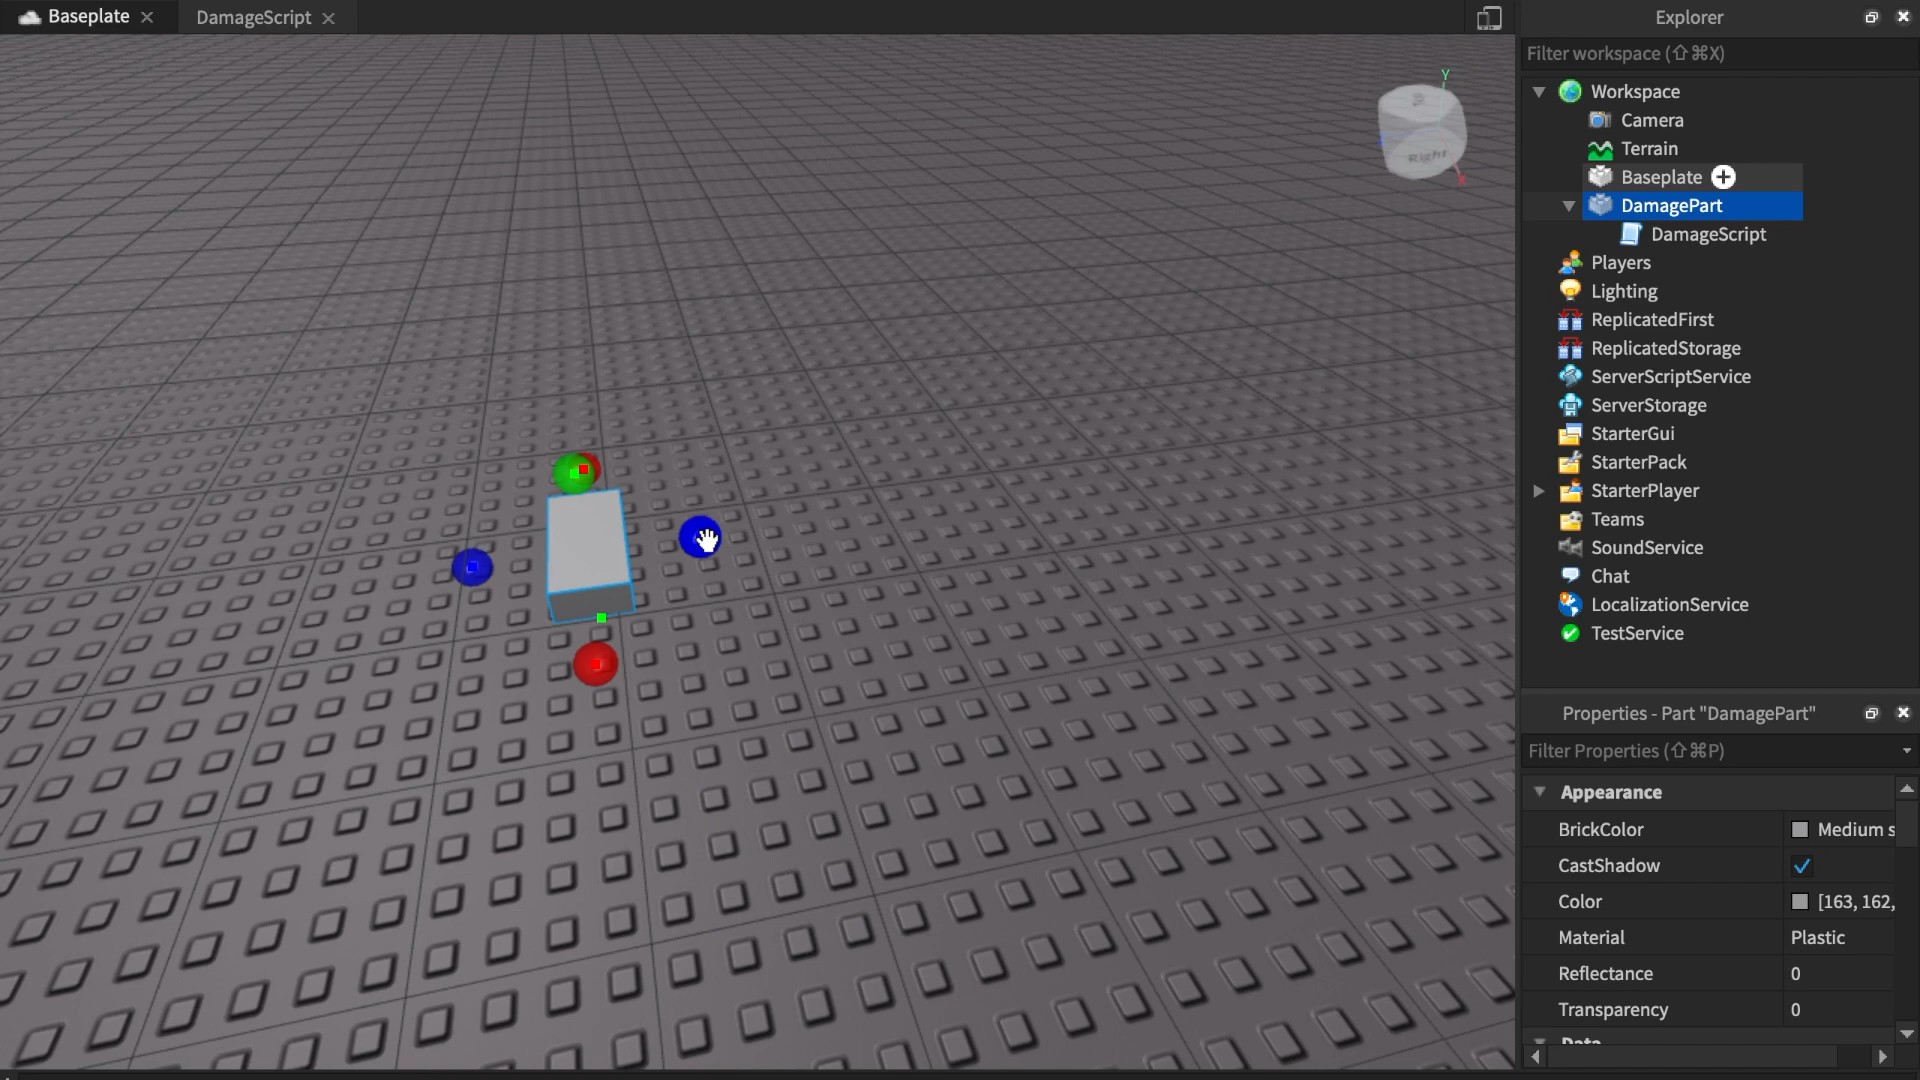 Baseplate
DamageScript
Explorer
Filter workspace (⇧⌘X)
Y
Right
X
Workspace
Camera
Terrain
Baseplate
DamagePart
DamageScript
Players
Lighting
ReplicatedFirst
ReplicatedStorage
ServerScriptService
ServerStorage
StarterGui
StarterPack
StarterPlayer
Teams
SoundService
Chat
LocalizationService
TestService
Properties - Part "DamagePart"
Filter Properties (⇧⌘P)
Appearance
BrickColor Medium s
CastShadow
Color [163, 162,
Material Plastic
Reflectance 0
Transparency 0
Data